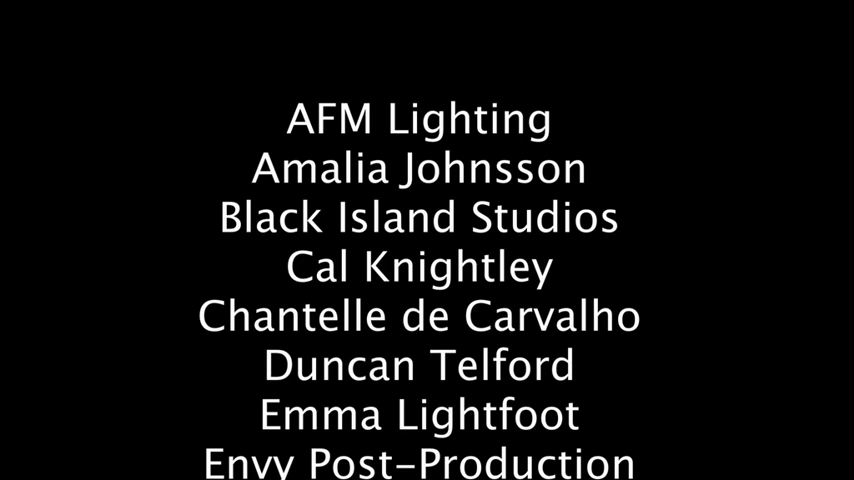 AFM Lighting
Amalia Johnsson
Black Island Studios
Cal Knightley
Chantelle de Carvalho
Duncan Telford
Emma Lightfoot
Envy Post-Production